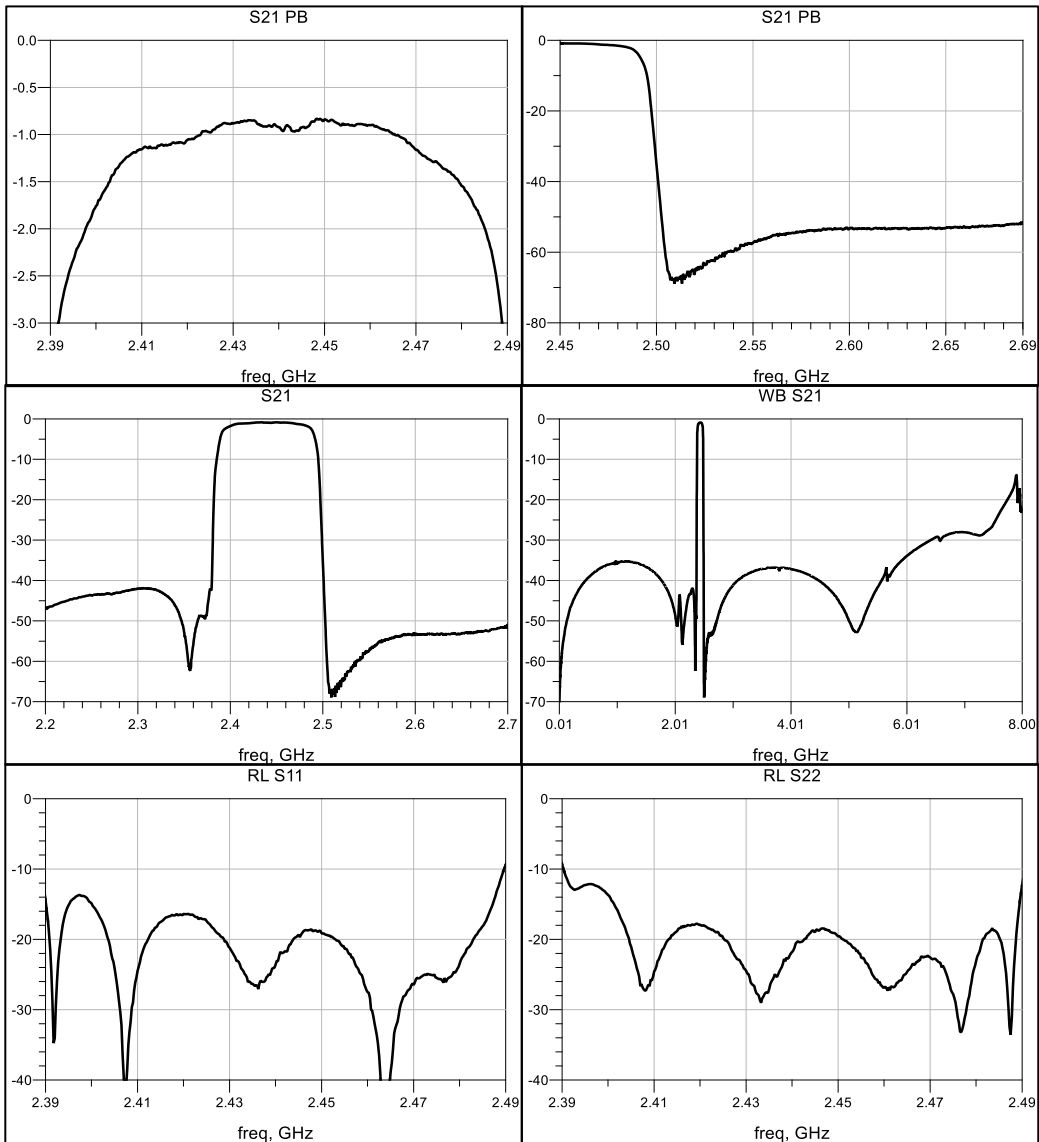 S21 PB
0.0
-0.5
-1.0
-1.5
-2.0
-2.5
-3.0
2.39 2.41 2.43 2.45 2.47 2.49
freq, GHz
S21 PB
0
-20
-40
-60
-80
2.45 2.50 2.55 2.60 2.65 2.69
freq, GHz
S21
0
-10
-20
-30
-40
-50
-60
-70
2.2 2.3 2.4 2.5 2.6 2.7
freq, GHz
WB S21
0
-10
-20
-30
-40
-50
-60
-70
0.01 2.01 4.01 6.01 8.00
freq, GHz
RL S11
0
-10
-20
-30
-40
2.39 2.41 2.43 2.45 2.47 2.49
freq, GHz
RL S22
0
-10
-20
-30
-40
2.39 2.41 2.43 2.45 2.47 2.49
freq, GHz